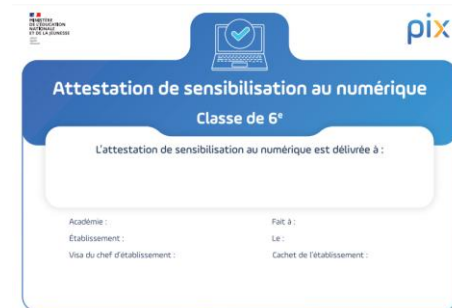 MINISTÈRE
DE L'ÉDUCATION
NATIONALE
ET DE LA JEUNESSE
pix
Attestation de sensibilisation au numérique
Classe de 6e
L'attestation de sensibilisation au numérique est délivrée à :
Académie :
Fait à :
Établissement :
Le :
Visa du chef d'établissement :
Cachet de l'établissement :